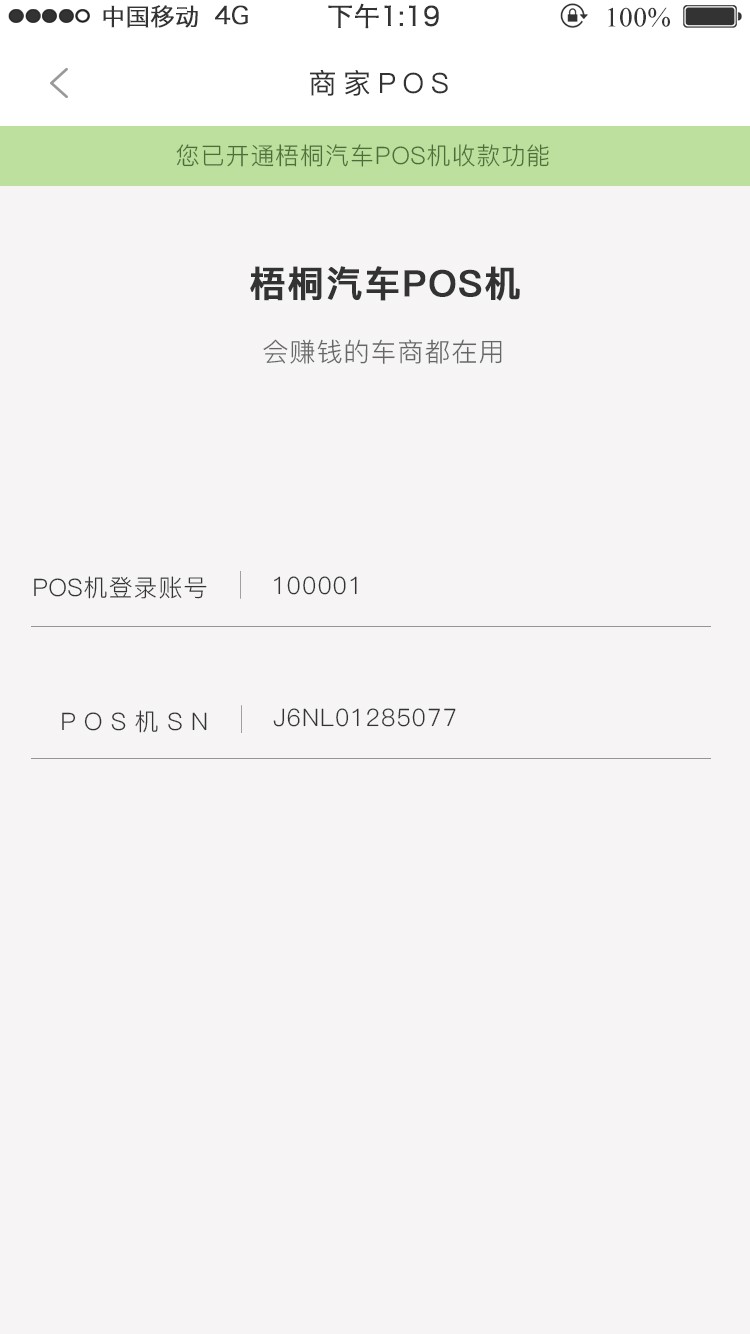 中国移动 4G 下午1:19 100%
商家POS
您已开通梧桐汽车POS机收款功能
梧桐汽车POS机
会赚钱的车商都在用
POS机登录账号 100001
POS机SN J6NL01285077